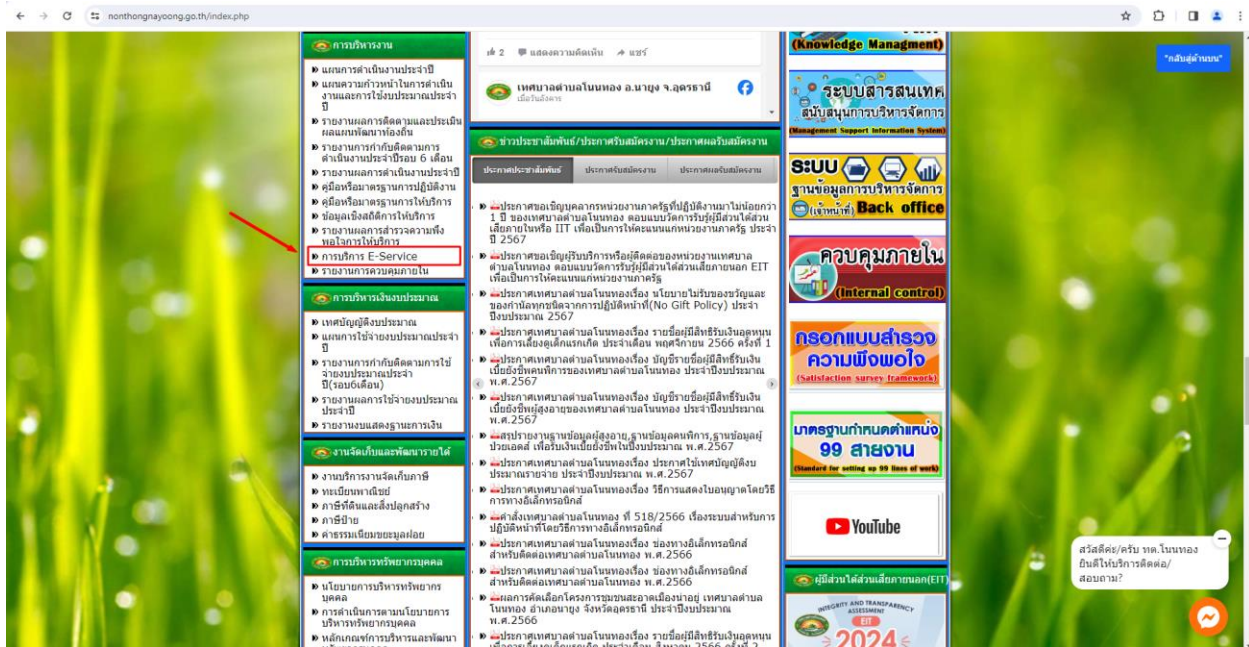 nonthongnayoong.go.th/index.php
การบริหารงาน
แผนการดำเนินงานประจำปี
แผนความก้าวหน้าในการดำเนิน
งานและการใช้งบประมาณประจำ
ปี
รายงานผลการติดตามและประเมิน
ผลแผนพัฒนาท้องถิ่น
รายงานการกำกับติดตามการ
ดำเนินงานประจำปีรอบ 6 เดือน
รายงานผลการดำเนินงานประจำปี
คู่มือหรือมาตรฐานการปฏิบัติงาน
คู่มือหรือมาตรฐานการให้บริการ
ข้อมูลเชิงสถิติการให้บริการ
รายงานผลการสำรวจความพึง
พอใจการให้บริการ
การบริการ E-Service
รายงานการควบคุมภายใน
การบริหารเงินงบประมาณ
เทศบัญญัติงบประมาณ
แผนการใช้จ่ายงบประมาณประจำ
ปี
รายงานการกำกับติดตามการใช้
จ่ายงบประมาณประจำ
ปี(รอบ6เดือน)
รายงานผลการใช้จ่ายงบประมาณ
ประจำปี
รายงานงบแสดงฐานะการเงิน
งานจัดเก็บและพัฒนารายได้
งานบริการงานจัดเก็บภาษี
ทะเบียนพาณิชย์
ภาษีที่ดินและสิ่งปลูกสร้าง
ภาษีป้าย
ค่าธรรมเนียมขยะมูลฝอย
การบริหารทรัพยากรบุคคล
นโยบายการบริหารทรัพยากร
บุคคล
การดำเนินการตามนโยบายการ
บริหารทรัพยากรบุคคล
หลักเกณฑ์การบริหารและพัฒนา
2 แสดงความคิดเห็น แชร์
เทศบาลตำบลโนนทอง อ.นายูง จ.อุดรธานี
เมื่อวันอังคาร
ข่าวประชาสัมพันธ์/ประกาศรับสมัครงาน/ประกาศผลรับสมัครงาน
ประกาศประชาสัมพันธ์ ประกาศรับสมัครงาน ประกาศผลรับสมัครงาน
ประกาศขอเชิญบุคลากรหน่วยงานภาครัฐที่ปฏิบัติงานมาไม่น้อยกว่า
1 ปี ของเทศบาลตำบลโนนทอง ตอบแบบวัดการรับรู้ผู้มีส่วนได้ส่วน
เสียภายในหรือ IIT เพื่อเป็นการให้คะแนนแก่หน่วยงานภาครัฐ ประจำ
ปี 2567
ประกาศขอเชิญผู้รับบริการหรือผู้ติดต่อของหน่วยงานเทศบาล
ตำบลโนนทอง ตอบแบบวัดการรับรู้ผู้มีส่วนได้ส่วนเสียภายนอก EIT
เพื่อเป็นการให้คะแนนแก่หน่วยงานภาครัฐ
ประกาศเทศบาลตำบลโนนทองเรื่อง นโยบายไม่รับของขวัญและ
ของกำนัลทุกชนิดจากการปฏิบัติหน้าที่(No Gift Policy) ประจำ
ปีงบประมาณ 2567
ประกาศเทศบาลตำบลโนนทองเรื่อง รายชื่อผู้มีสิทธิรับเงินอุดหนุน
เพื่อการเลี้ยงดูเด็กแรกเกิด ประจำเดือน พฤศจิกายน 2566 ครั้งที่ 1
ประกาศเทศบาลตำบลโนนทองเรื่อง บัญชีรายชื่อผู้มีสิทธิ์รับเงิน
เบี้ยยังชีพคนพิการของเทศบาลตำบลโนนทอง ประจำปีงบประมาณ
พ.ศ.2567
ประกาศเทศบาลตำบลโนนทองเรื่อง บัญชีรายชื่อผู้มีสิทธิ์รับเงิน
เบี้ยยังชีพผู้สูงอายุของเทศบาลตำบลโนนทอง ประจำปีงบประมาณ
พ.ศ.2567
สรุปรายงานฐานข้อมูลผู้สูงอายุ,ฐานข้อมูลคนพิการ,ฐานข้อมูลผู้
ป่วยเอดส์ เพื่อรับเงินเบี้ยยังชีพในปีงบประมาณ พ.ศ.2567
ประกาศเทศบาลตำบลโนนทองเรื่อง ประกาศใช้เทศบัญญัติงบ
ประมาณรายจ่าย ประจำปีงบประมาณ พ.ศ.2567
ประกาศเทศบาลตำบลโนนทองเรื่อง วิธีการแสดงใบอนุญาตโดยวิธี
การทางอิเล็กทรอนิกส์
คำสั่งเทศบาลตำบลโนนทอง ที่ 518/2566 เรื่องระบบสำหรับการ
ปฏิบัติหน้าที่โดยวิธีการทางอิเล็กทรอนิกส์
ประกาศเทศบาลตำบลโนนทองเรื่อง ช่องทางอิเล็กทรอนิกส์
สำหรับติดต่อเทศบาลตำบลโนนทอง พ.ศ.2566
ประกาศเทศบาลตำบลโนนทองเรื่อง ช่องทางอิเล็กทรอนิกส์
สำหรับติดต่อเทศบาลตำบลโนนทอง พ.ศ.2566
ผลการคัดเลือกโครงการชุมชนสะอาดเมืองน่าอยู่ เทศบาลตำบล
โนนทอง อำเภอนายูง จังหวัดอุดรธานี ประจำปีงบประมาณ
พ.ศ.2566
ประกาศเทศบาลตำบลโนนทองเรื่อง รายชื่อผู้มีสิทธิรับเงินอุดหนุน
เพื่อการเลี้ยงดูเด็กแรกเกิด ประจำเดือน สิงหาคม 2566 ครั้งที่ 2
(Knowledge Managment)
ระบบสารสนเทศ
สนับสนุนการบริหารจัดการ
(Management Support Information System)
ระบบ
ฐานข้อมูลการบริหารจัดการ
(เจ้าหน้าที่) Back office
ควบคุมภายใน
(Internal control)
กรอกแบบสำรวจ
ความพึงพอใจ
(Satisfaction survey framework)
มาตรฐานกำหนดตำแหน่ง
99 สายงาน
(Standard for setting up 99 lines of work)
YouTube
ผู้มีส่วนได้ส่วนเสียภายนอก(EIT)
INTEGRITY AND TRANSPARENCY
ASSESSMENT
EIT
2024
"กลับสู่ด้านบน"
สวัสดีค่ะ/ครับ ทต.โนนทอง
ยินดีให้บริการติดต่อ/
สอบถาม?